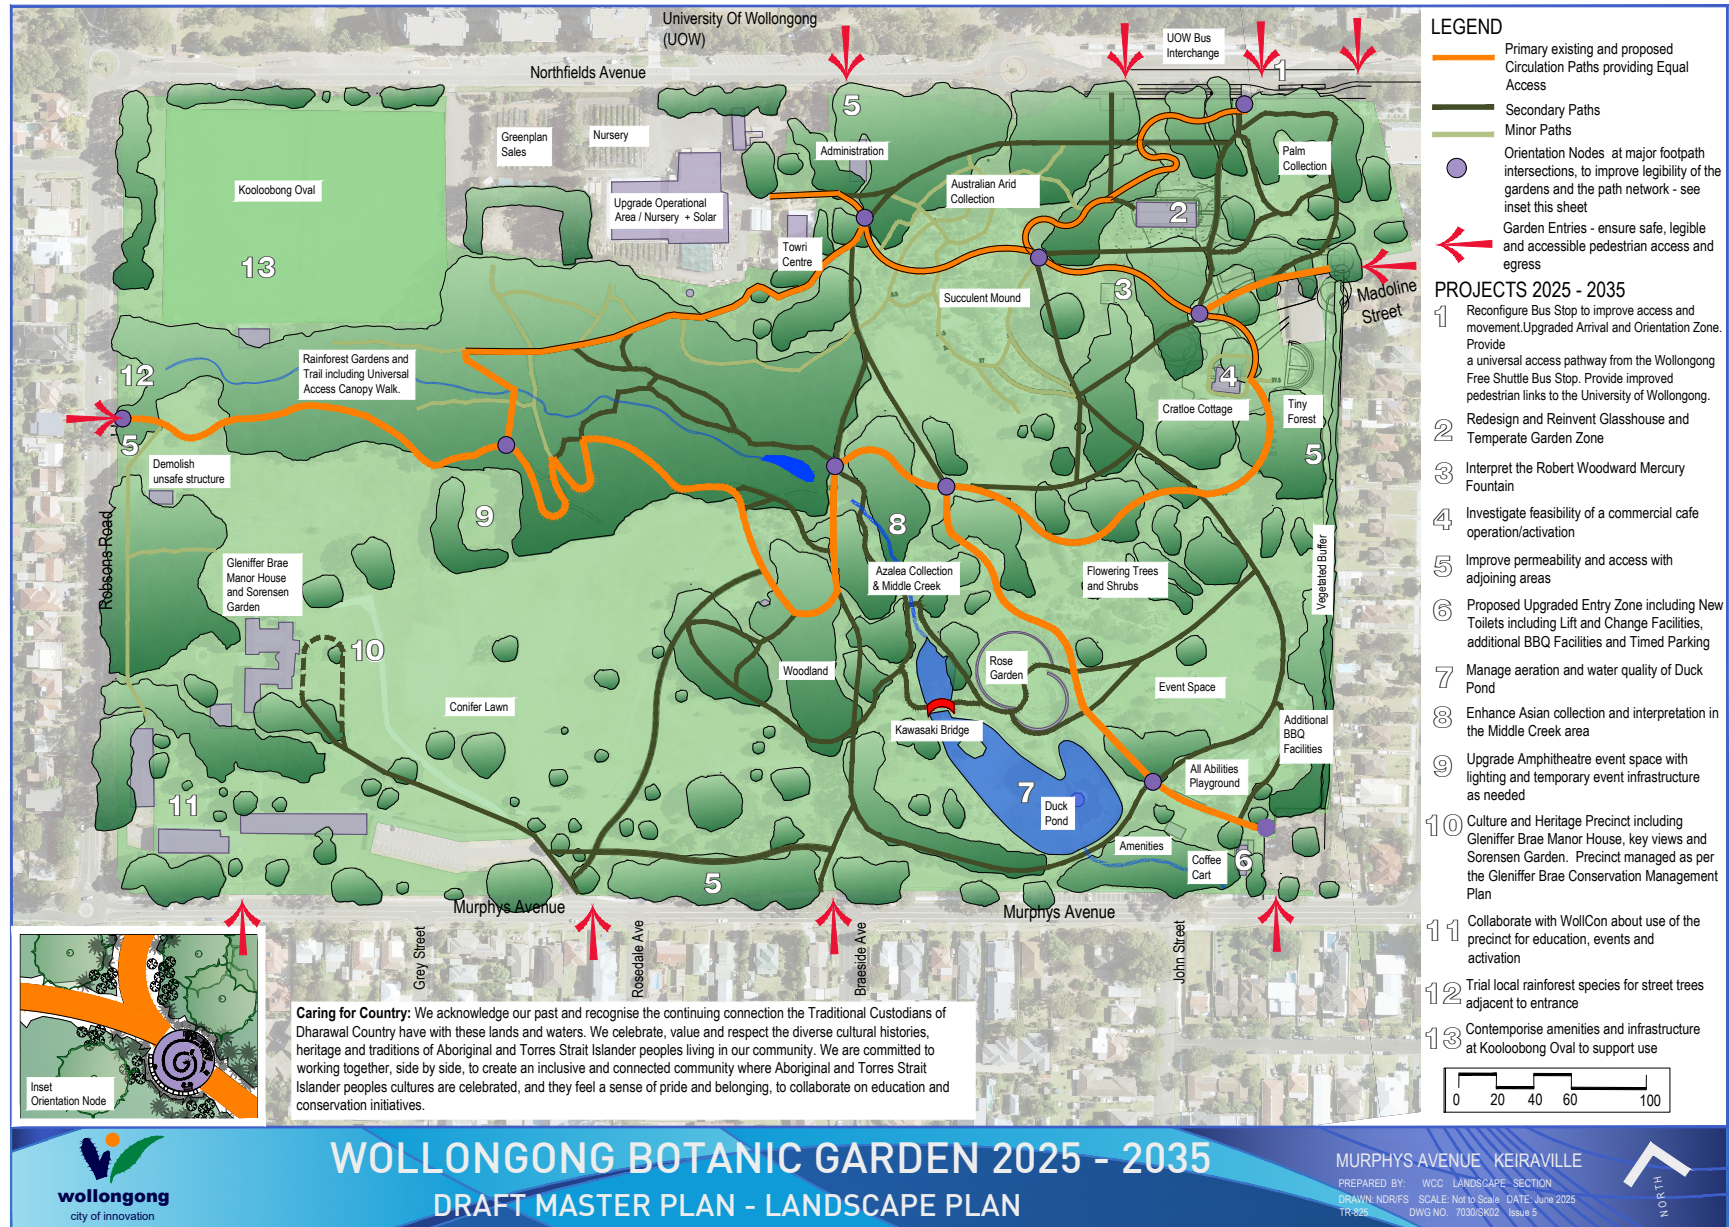 University Of Wollongong
(UOW)
UOW Bus
Interchange
Northfields Avenue
1
5
Greenplan
Sales
Nursery
Administration
Palm
Collection
Kooloobong Oval
Australian Arid
Collection
Upgrade Operational
Area / Nursery + Solar
2
Towri
Centre
13
3
Succulent Mound
Madoline
Street
Rainforest Gardens and
Trail including Universal
Access Canopy Walk.
12
4
Cratloe Cottage
Tiny
Forest
5
5
Demolish
unsafe structure
9
8
Robsons Road
Vegetated Buffer
Gleniffer Brae
Manor House
and Sorensen
Garden
Azalea Collection
& Middle Creek
Flowering Trees
and Shrubs
10
Woodland
Rose
Garden
Event Space
Conifer Lawn
Kawasaki Bridge
Additional
BBQ
Facilities
All Abilities
Playground
7
Duck
Pond
11
Amenities
Coffee
Cart
6
5
Murphys Avenue
Murphys Avenue
Grey Street
Rosedale Ave
Braeside Ave
John Street
Inset
Orientation Node
Caring for Country: We acknowledge our past and recognise the continuing connection the Traditional Custodians of
Dharawal Country have with these lands and waters. We celebrate, value and respect the diverse cultural histories,
heritage and traditions of Aboriginal and Torres Strait Islander peoples living in our community. We are committed to
working together, side by side, to create an inclusive and connected community where Aboriginal and Torres Strait
Islander peoples cultures are celebrated, and they feel a sense of pride and belonging, to collaborate on education and
conservation initiatives.
LEGEND
Primary existing and proposed
Circulation Paths providing Equal
Access
Secondary Paths
Minor Paths
Orientation Nodes at major footpath
intersections, to improve legibility of the
gardens and the path network - see
inset this sheet
Garden Entries - ensure safe, legible
and accessible pedestrian access and
egress
PROJECTS 2025 - 2035
1 Reconfigure Bus Stop to improve access and
movement.Upgraded Arrival and Orientation Zone.
Provide
a universal access pathway from the Wollongong
Free Shuttle Bus Stop. Provide improved
pedestrian links to the University of Wollongong.
2 Redesign and Reinvent Glasshouse and
Temperate Garden Zone
3 Interpret the Robert Woodward Mercury
Fountain
4 Investigate feasibility of a commercial cafe
operation/activation
5 Improve permeability and access with
adjoining areas
6 Proposed Upgraded Entry Zone including New
Toilets including Lift and Change Facilities,
additional BBQ Facilities and Timed Parking
7 Manage aeration and water quality of Duck
Pond
8 Enhance Asian collection and interpretation in
the Middle Creek area
9 Upgrade Amphitheatre event space with
lighting and temporary event infrastructure
as needed
10 Culture and Heritage Precinct including
Gleniffer Brae Manor House, key views and
Sorensen Garden. Precinct managed as per
the Gleniffer Brae Conservation Management
Plan
11 Collaborate with WollCon about use of the
precinct for education, events and
activation
12 Trial local rainforest species for street trees
adjacent to entrance
13 Contemporise amenities and infrastructure
at Kooloobong Oval to support use
0 20 40 60 100
wollongong
city of innovation
WOLLONGONG BOTANIC GARDEN 2025 - 2035
DRAFT MASTER PLAN - LANDSCAPE PLAN
MURPHYS AVENUE KEIRAVILLE
PREPARED BY: WCC LANDSCAPE SECTION
DRAWN: NDR/FS SCALE: Not to Scale DATE: June 2025
TR-825 DWG NO. 7030/SK02 Issue 5
NORTH